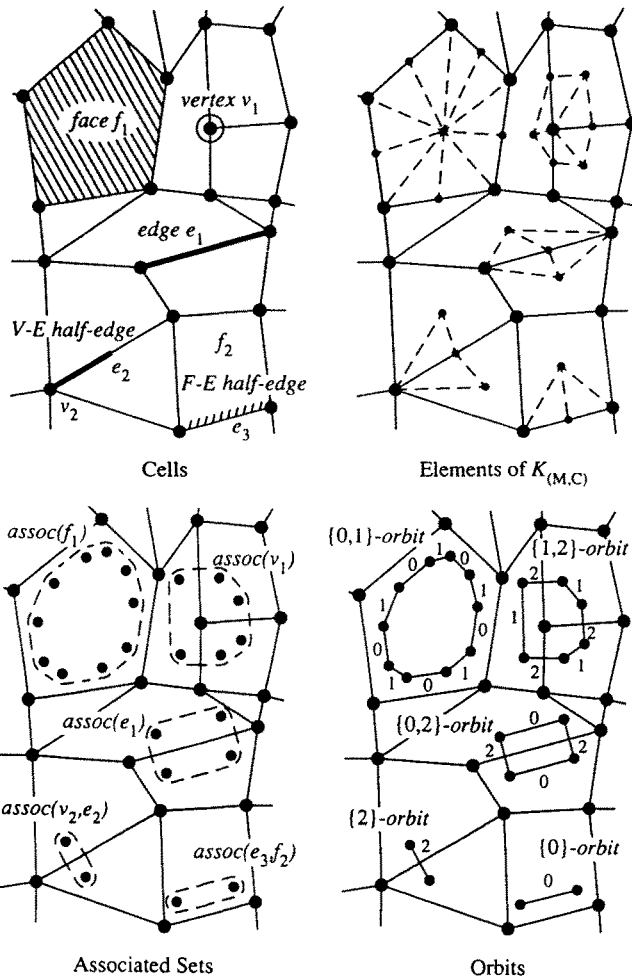 face f₁
vertex v₁
edge e₁
V-E half-edge
f₂
e₂
F-E half-edge
v₂
e₃
Cells
Elements of K(M,C)
assoc(f₁)
assoc(v₁)
assoc(e₁)
assoc(v₂,e₂)
assoc(e₃,f₂)
Associated Sets
{0,1}-orbit
{1,2}-orbit
0
1
0
1
0
1
0
1
0
1
2
1
1
2
2
1
{0,2}-orbit
0
2
2
0
{2}-orbit
2
{0}-orbit
0
Orbits